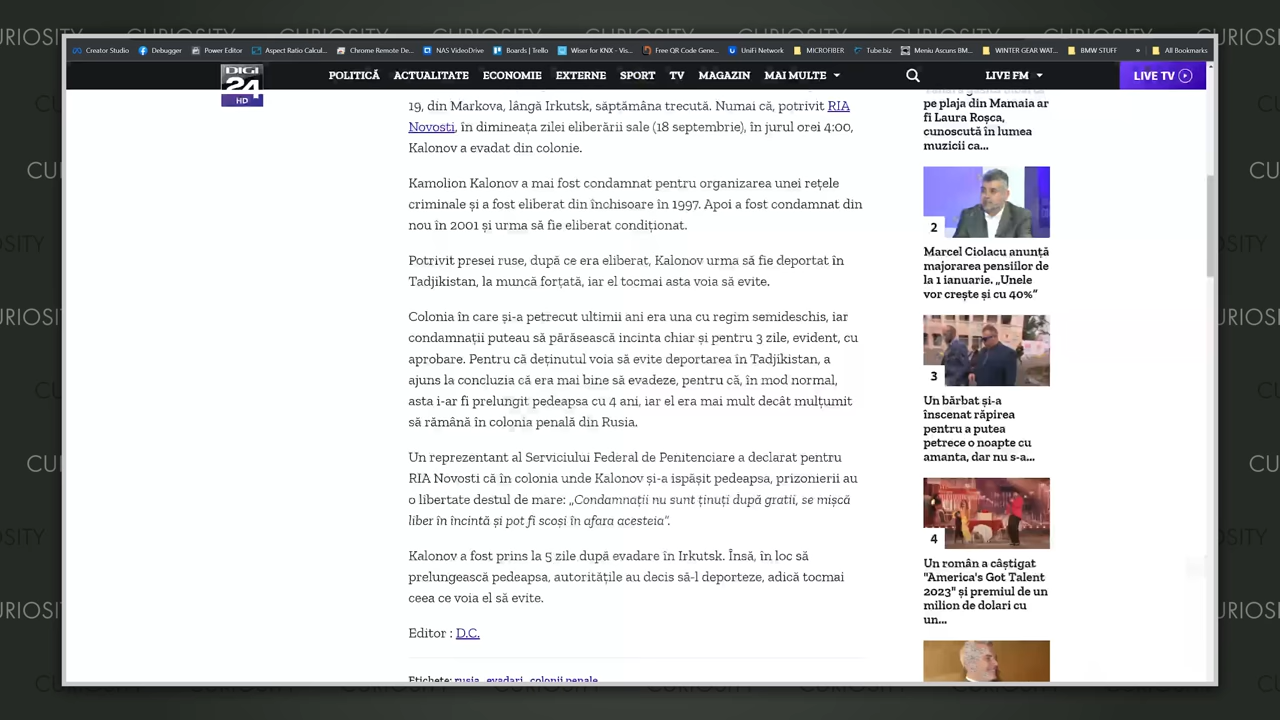 CURIOSITY
Creator Studio
Debugger
Power Editor
Aspect Ratio Calcul...
Chrome Remote De...
NAS VideoDrive
Boards | Trello
Wiser for KNX - Vis...
Free QR Code Gene...
UniFi Network
MICROFIBER
Tube.biz
Meniu Ascuns BM...
WINTER GEAR WAT...
BMW STUFF
»
All Bookmarks
DIGI 24 HD
POLITICĂ ACTUALITATE ECONOMIE EXTERNE SPORT TV MAGAZIN MAI MULTE
LIVE FM
LIVE TV
19, din Markova, lângă Irkutsk, săptămâna trecută. Numai că, potrivit RIA
Novosti, în dimineața zilei eliberării sale (18 septembrie), în jurul orei 4:00,
Kalonov a evadat din colonie.
Kamolion Kalonov a mai fost condamnat pentru organizarea unei rețele
criminale și a fost eliberat din închisoare în 1997. Apoi a fost condamnat din
nou în 2001 și urma să fie eliberat condiționat.
Potrivit presei ruse, după ce era eliberat, Kalonov urma să fie deportat în
Tadjikistan, la muncă forțată, iar el tocmai asta voia să evite.
Colonia în care și-a petrecut ultimii ani era una cu regim semideschis, iar
condamnații puteau să părăsească incinta chiar și pentru 3 zile, evident, cu
aprobare. Pentru că deținutul voia să evite deportarea în Tadjikistan, a
ajuns la concluzia că era mai bine să evadeze, pentru că, în mod normal,
asta i-ar fi prelungit pedeapsa cu 4 ani, iar el era mai mult decât mulțumit
să rămână în colonia penală din Rusia.
Un reprezentant al Serviciului Federal de Penitenciare a declarat pentru
RIA Novosti că în colonia unde Kalonov și-a ispășit pedeapsa, prizonierii au
o libertate destul de mare: „Condamnații nu sunt ținuți după gratii, se mișcă
liber în incintă și pot fi scoși în afara acesteia”.
Kalonov a fost prins la 5 zile după evadare în Irkutsk. Însă, în loc să
prelungească pedeapsa, autoritățile au decis să-l deporteze, adică tocmai
ceea ce voia el să evite.
Editor : D.C.
Etichete: rusia, evadari, colonii penale
pe plaja din Mamaia ar
fi Laura Roșca,
cunoscută în lumea
muzicii ca...
2
Marcel Ciolacu anunță
majorarea pensiilor de
la 1 ianuarie. „Unele
vor crește și cu 40%”
3
Un bărbat și-a
înscenat răpirea
pentru a putea
petrece o noapte cu
amanta, dar nu s-a...
4
Un român a câștigat
"America's Got Talent
2023" și premiul de un
milion de dolari cu
un...